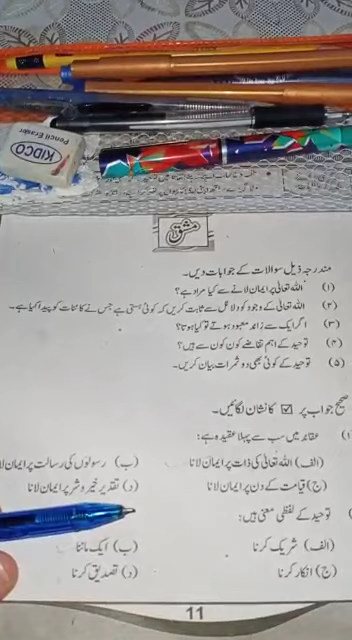 Pencil Eraser
KIDCO
مشق
مندرجہ ذیل سوالات کے جوابات دیں۔
(۱) اللہ تعالیٰ پر ایمان لانے سے کیا مراد ہے؟
(۲) اللہ تعالیٰ کے وجود کو دلائل سے ثابت کریں کہ کوئی ہستی ہے جس نے کائنات کو پیدا کیا ہے۔
(۳) اگر ایک سے زائد معبود ہوتے تو کیا ہوتا؟
(۴) توحید کے اہم تقاضے کون کون سے ہیں؟
(۵) توحید کے کوئی بھی دو ثمرات بیان کریں۔
صحیح جواب پر ☑ کا نشان لگائیں۔
عقائد میں سب سے پہلا عقیدہ ہے:
(الف) اللہ تعالیٰ کی ذات پر ایمان لانا (ب) رسولوں کی رسالت پر ایمان لا
(ج) قیامت کے دن پر ایمان لانا (د) تقدیر خیر و شر پر ایمان لانا
توحید کے لفظی معنی ہیں:
(الف) شریک کرنا (ب) ایک ماننا
(ج) انکار کرنا (د) تصدیق کرنا
11